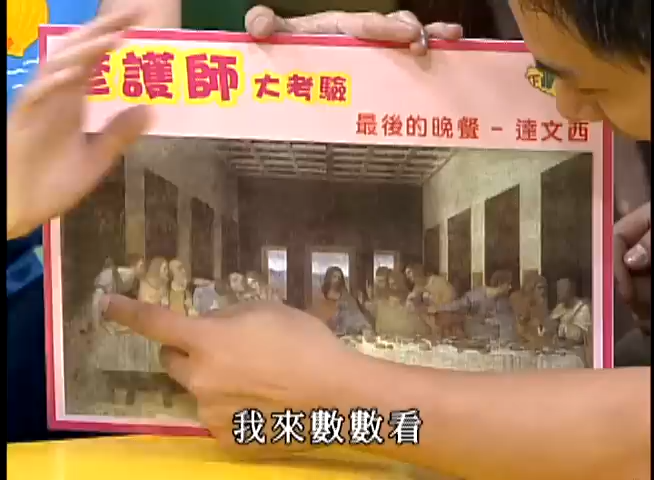 護師大考驗
最後的晚餐 - 達文西
我來數數看